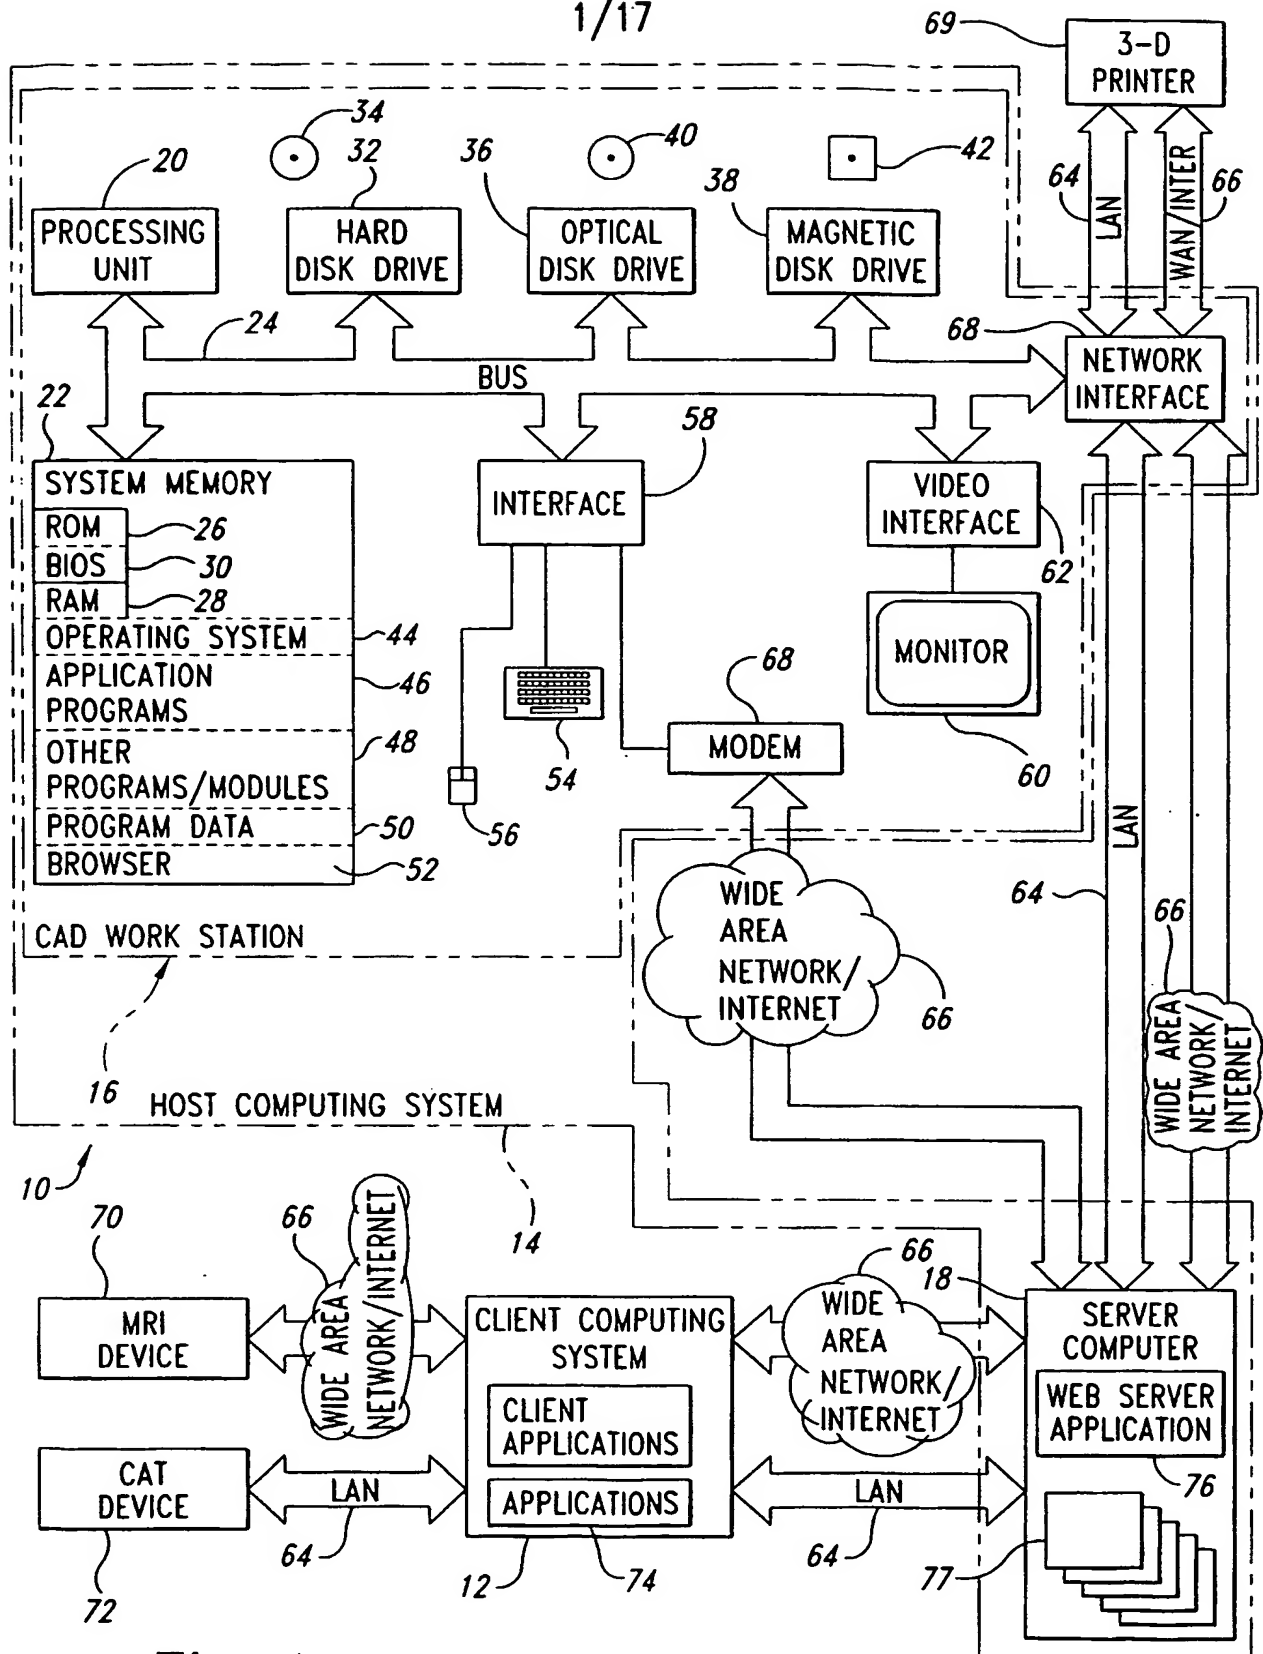 1/17
69
3-D
PRINTER
34
32
36
40
42
20
38
64
LAN
WAN/INTER
66
PROCESSING
UNIT
HARD
DISK DRIVE
OPTICAL
DISK DRIVE
MAGNETIC
DISK DRIVE
24
68
BUS
NETWORK
INTERFACE
22
58
SYSTEM MEMORY
ROM
26
BIOS
30
RAM
28
OPERATING SYSTEM
44
APPLICATION
PROGRAMS
46
OTHER
PROGRAMS/MODULES
48
PROGRAM DATA
50
BROWSER
52
INTERFACE
VIDEO
INTERFACE
62
MONITOR
60
68
MODEM
54
56
LAN
64
WIDE
AREA
NETWORK/
INTERNET
66
66
WIDE AREA
NETWORK/
INTERNET
CAD WORK STATION
16
HOST COMPUTING SYSTEM
10
14
70
MRI
DEVICE
66
WIDE AREA
NETWORK/INTERNET
CLIENT COMPUTING
SYSTEM
CLIENT
APPLICATIONS
APPLICATIONS
12
74
66
WIDE
AREA
NETWORK/
INTERNET
18
SERVER
COMPUTER
WEB SERVER
APPLICATION
76
77
CAT
DEVICE
72
LAN
64
LAN
64